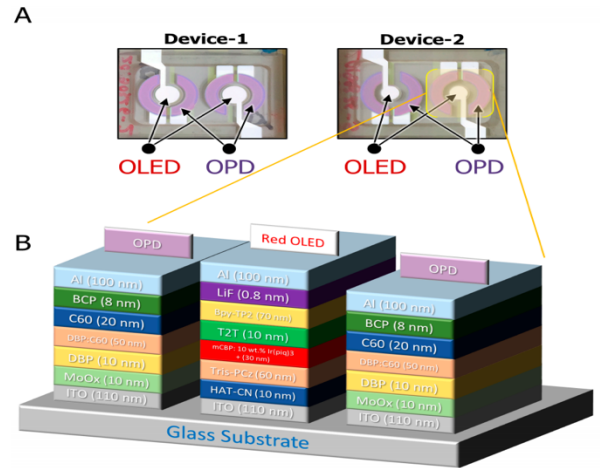 A
Device-1
Device-2
OLED
OPD
OLED
OPD
B
OPD
Al (100 nm)
BCP (8 nm)
C60 (20 nm)
DBP:C60 (50 nm)
DBP (10 nm)
MoOx (10 nm)
ITO (110 nm)
Red OLED
Al (100 nm)
LiF (0.8 nm)
Bpy-TP2 (70 nm)
T2T (10 nm)
mCBP: 10 wt.% Ir(piq)3
+ (30 nm)
Tris-PCz (60 nm)
HAT-CN (10 nm)
ITO (110 nm)
OPD
Al (100 nm)
BCP (8 nm)
C60 (20 nm)
DBP:C60 (50 nm)
DBP (10 nm)
MoOx (10 nm)
ITO (110 nm)
Glass Substrate